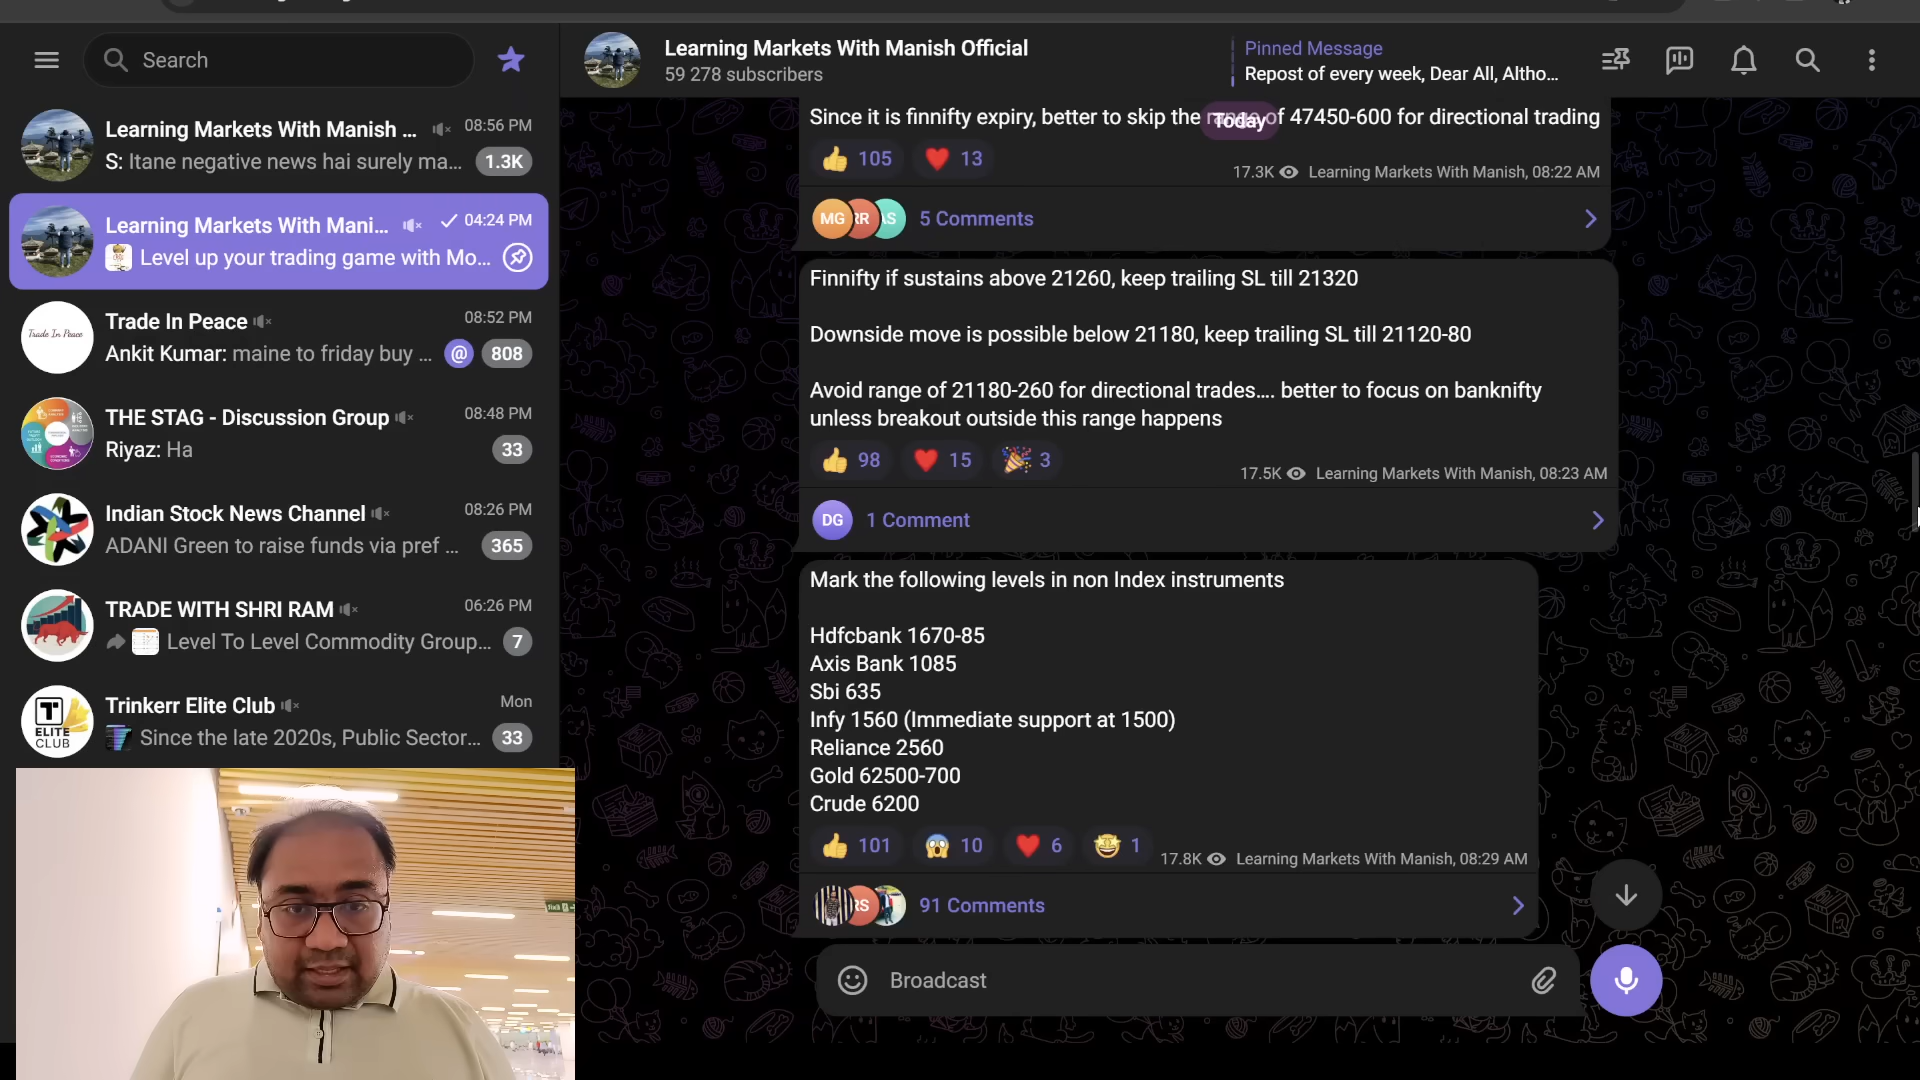 Search
Learning Markets With Manish ...
08:56 PM
S: Itane negative news hai surely ma...
1.3K
Learning Markets With Mani...
04:24 PM
Level up your trading game with Mo...
Trade In Peace
Trade In Peace
08:52 PM
Ankit Kumar: maine to friday buy ...
@
808
THE STAG - Discussion Group
08:48 PM
Riyaz: Ha
33
Indian Stock News Channel
08:26 PM
ADANI Green to raise funds via pref ...
365
TRADE WITH SHRI RAM
06:26 PM
Level To Level Commodity Group...
7
T
ELITE
CLUB
Trinkerr Elite Club
Mon
Since the late 2020s, Public Sector...
33
Learning Markets With Manish Official
59 278 subscribers
Pinned Message
Repost of every week, Dear All, Altho...
Today
Since it is finnifty expiry, better to skip the range of 47450-600 for directional trading
105
13
17.3K
Learning Markets With Manish, 08:22 AM
MG
RR
AS
5 Comments
Finnifty if sustains above 21260, keep trailing SL till 21320
Downside move is possible below 21180, keep trailing SL till 21120-80
Avoid range of 21180-260 for directional trades.... better to focus on banknifty
unless breakout outside this range happens
98
15
3
17.5K
Learning Markets With Manish, 08:23 AM
DG
1 Comment
Mark the following levels in non Index instruments
Hdfcbank 1670-85
Axis Bank 1085
Sbi 635
Infy 1560 (Immediate support at 1500)
Reliance 2560
Gold 62500-700
Crude 6200
101
10
6
1
17.8K
Learning Markets With Manish, 08:29 AM
RS
91 Comments
Broadcast